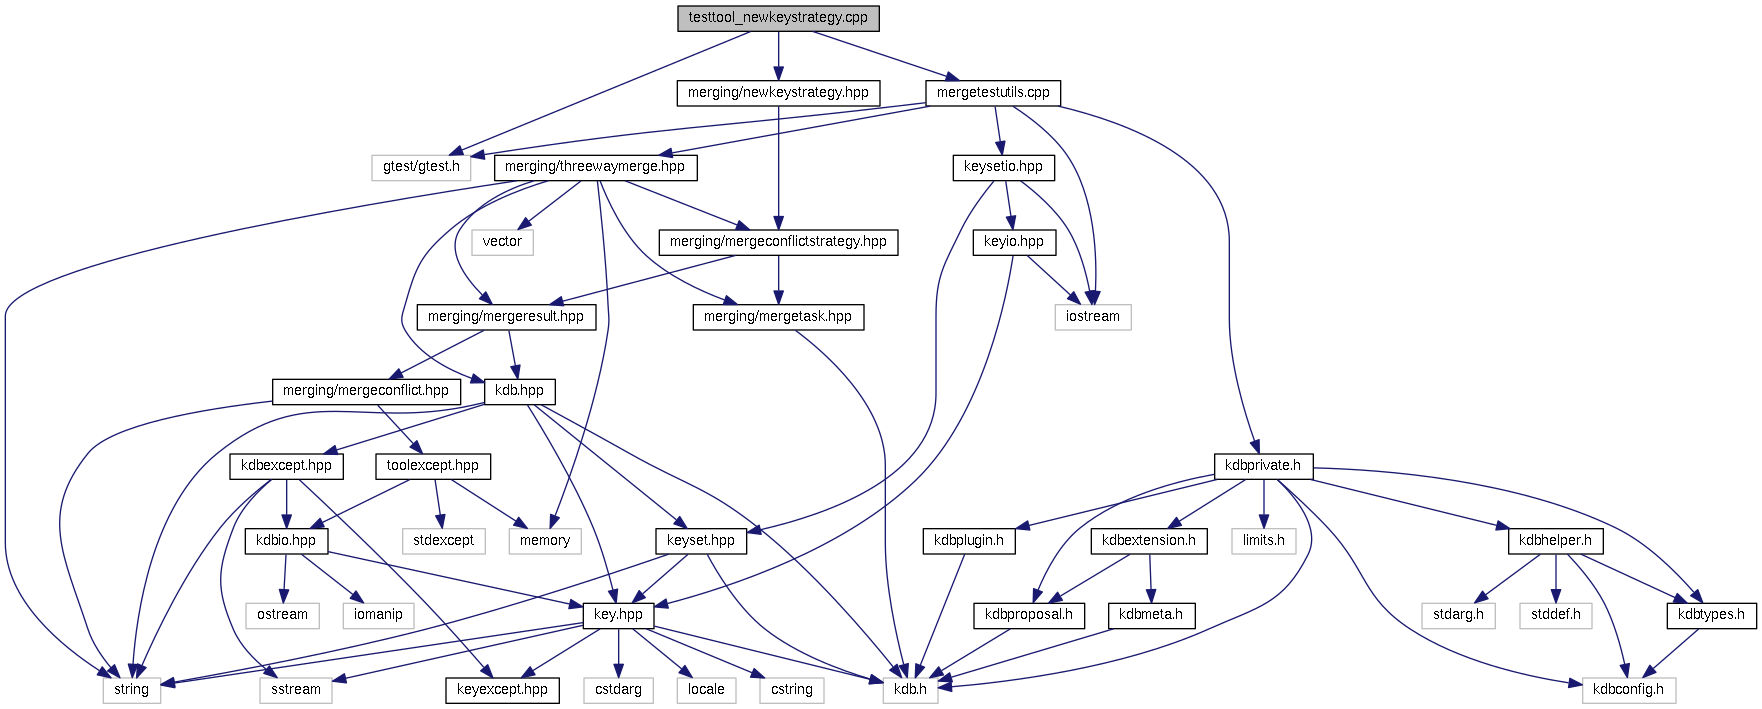 testtool_newkeystrategy.cpp
merging/newkeystrategy.hpp
mergetestutils.cpp
gtest/gtest.h
merging/threewaymerge.hpp
keysetio.hpp
vector
merging/mergeconflictstrategy.hpp
keyio.hpp
merging/mergeresult.hpp
merging/mergetask.hpp
iostream
merging/mergeconflict.hpp
kdb.hpp
kdbexcept.hpp
toolexcept.hpp
kdbprivate.h
kdbio.hpp
stdexcept
memory
keyset.hpp
kdbplugin.h
kdbextension.h
limits.h
kdbhelper.h
ostream
iomanip
key.hpp
kdbproposal.h
kdbmeta.h
stdarg.h
stddef.h
kdbtypes.h
string
sstream
keyexcept.hpp
cstdarg
locale
cstring
kdb.h
kdbconfig.h